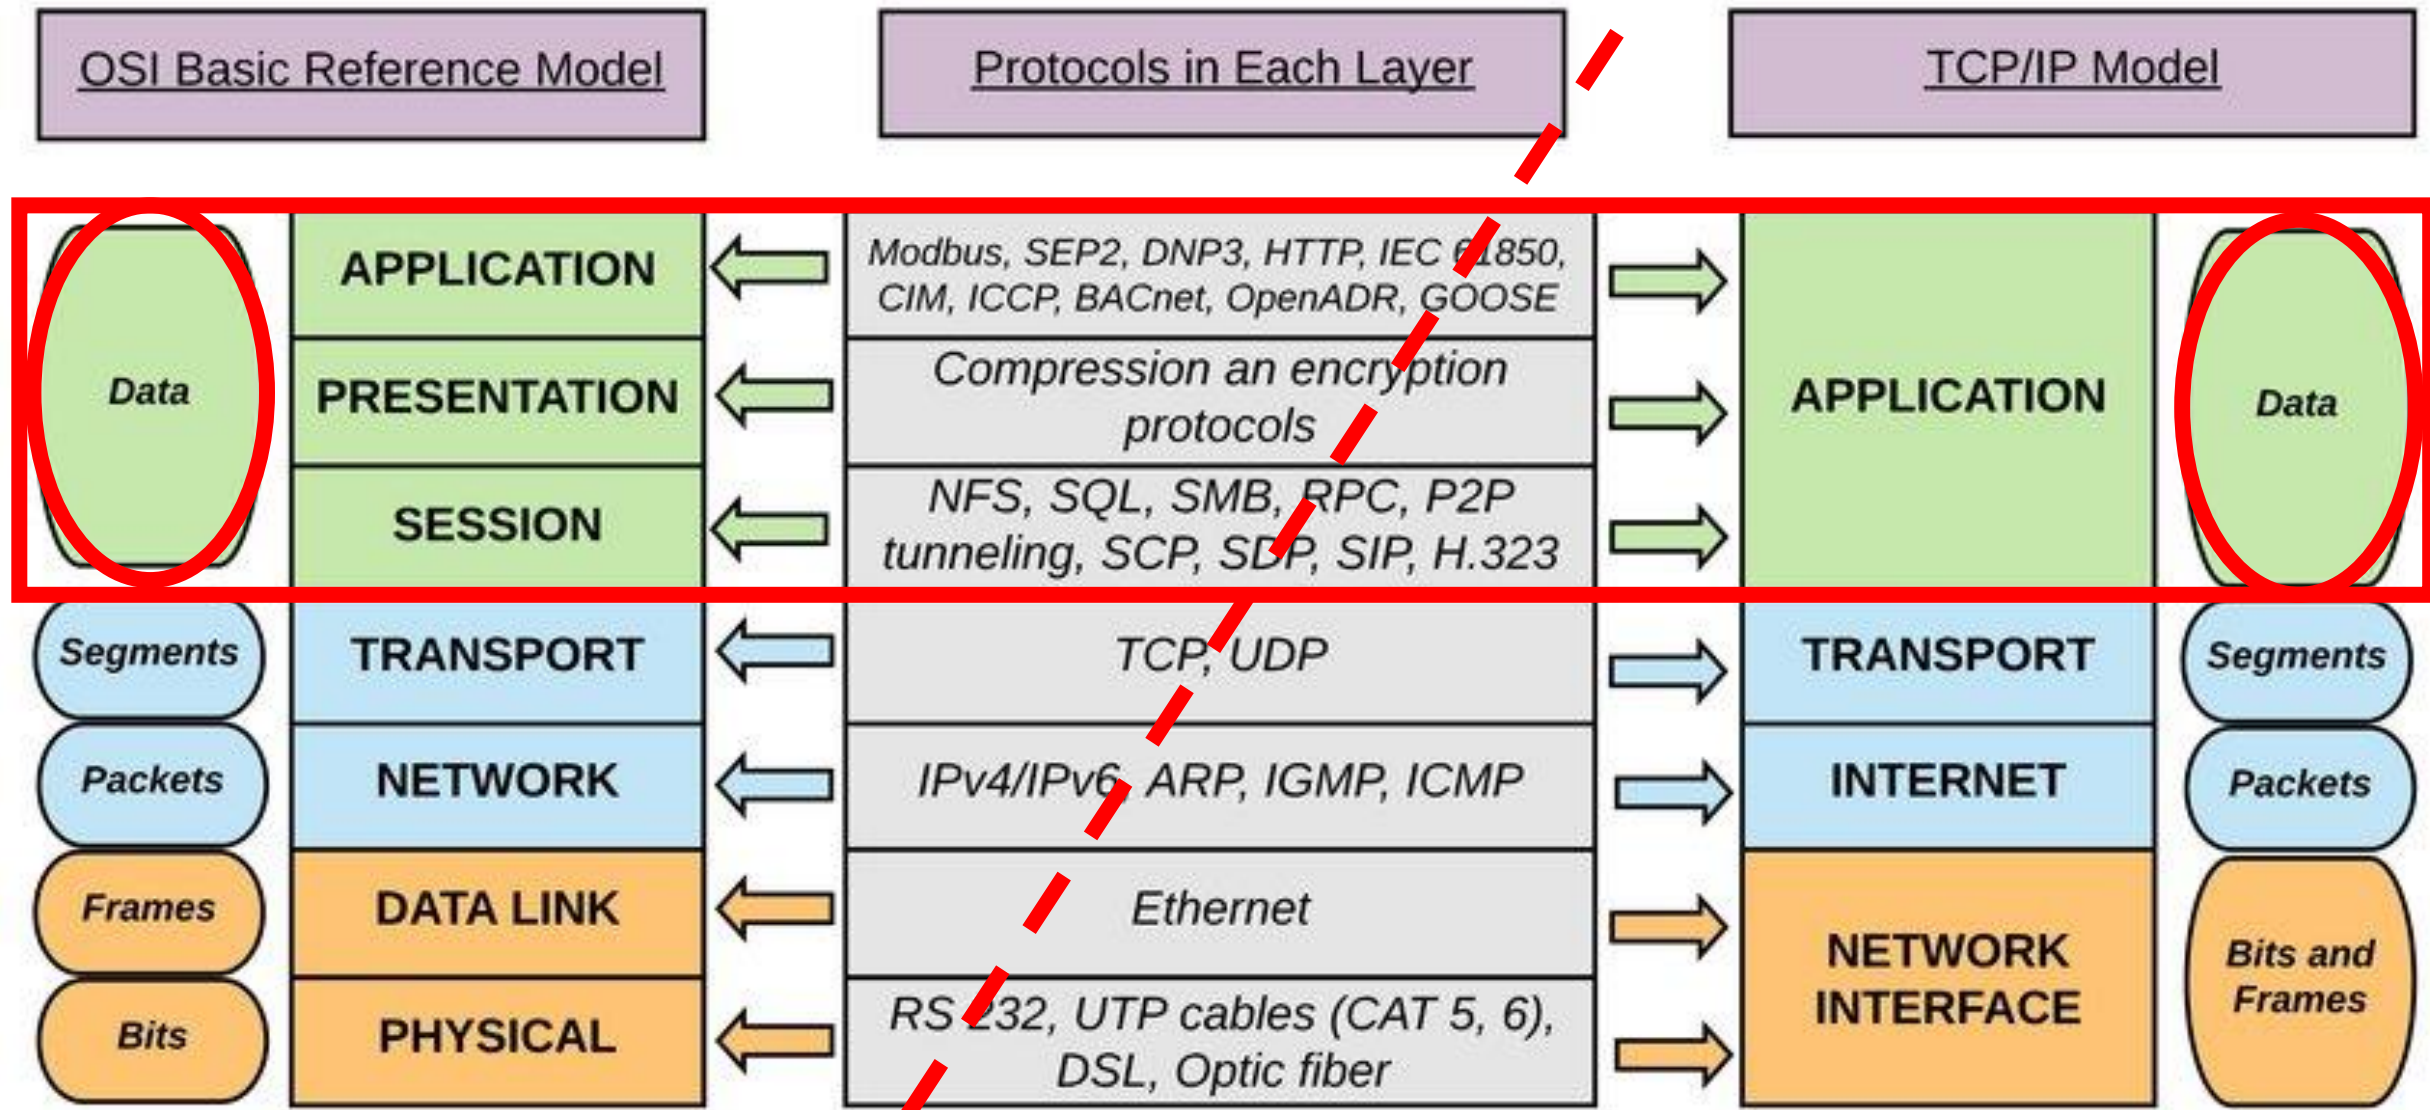 OSI Basic Reference Model
Protocols in Each Layer
TCP/IP Model
Data
APPLICATION
Modbus, SEP2, DNP3, HTTP, IEC 61850,
CIM, ICCP, BACnet, OpenADR, GOOSE
PRESENTATION
Compression an encryption
protocols
SESSION
NFS, SQL, SMB, RPC, P2P
tunneling, SCP, SDP, SIP, H.323
APPLICATION
Data
Segments
TRANSPORT
TCP, UDP
TRANSPORT
Segments
Packets
NETWORK
IPv4/IPv6, ARP, IGMP, ICMP
INTERNET
Packets
Frames
DATA LINK
Ethernet
Bits
PHYSICAL
RS 232, UTP cables (CAT 5, 6),
DSL, Optic fiber
NETWORK
INTERFACE
Bits and
Frames